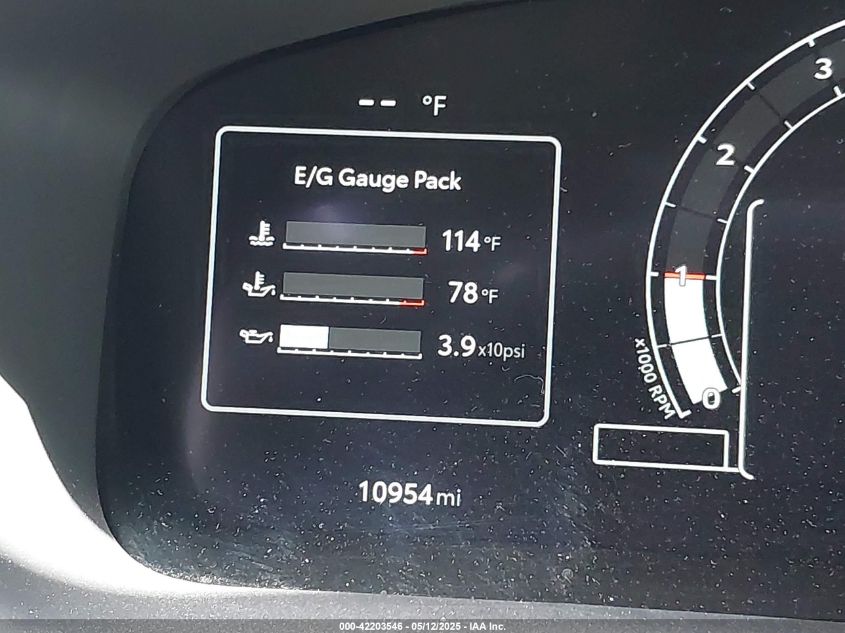 -- °F
E/G Gauge Pack
114 °F
78 °F
3.9 x10psi
10954 mi
3
2
1
0
x1000 RPM
000-42203546 - 05/12/2025 - IAA Inc.